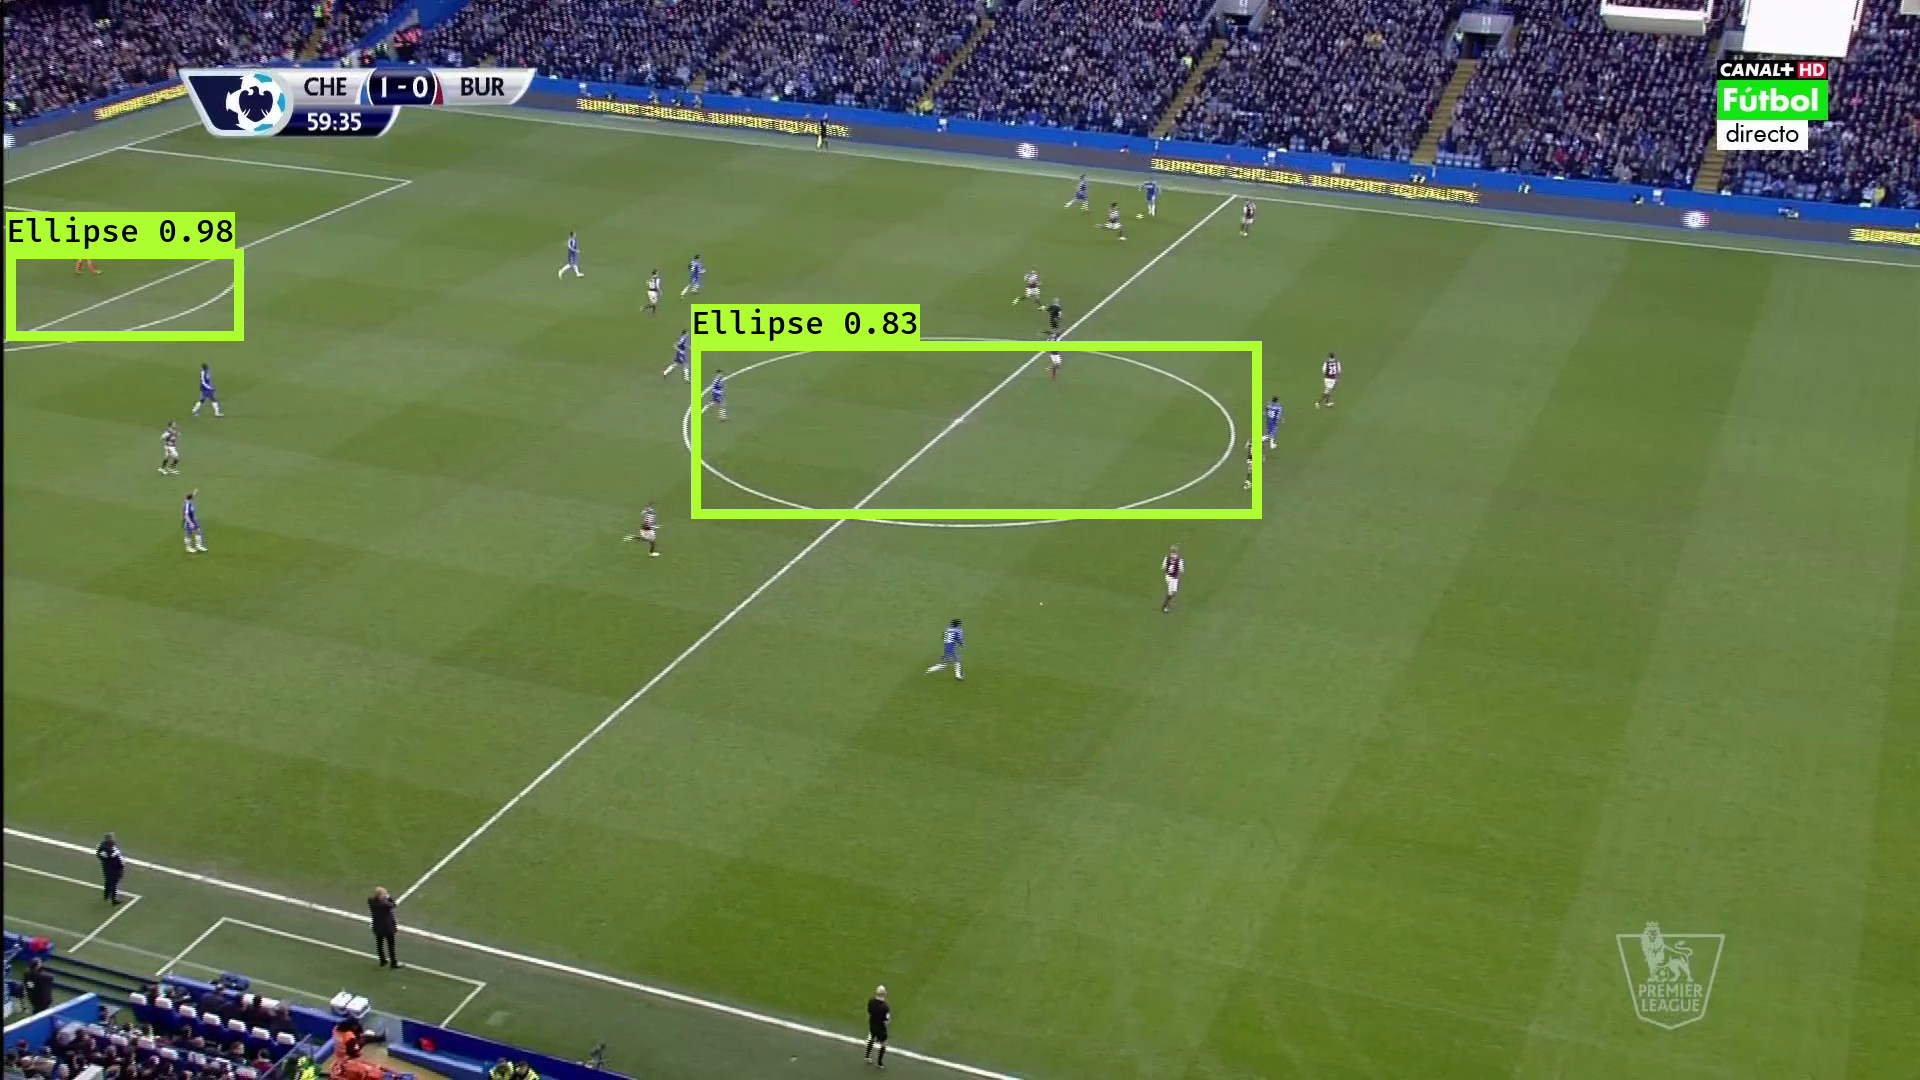 CHE 1-0 BUR
59:35
CANAL+ HD
Fútbol
directo
Ellipse 0.98
Ellipse 0.83
PREMIER
LEAGUE